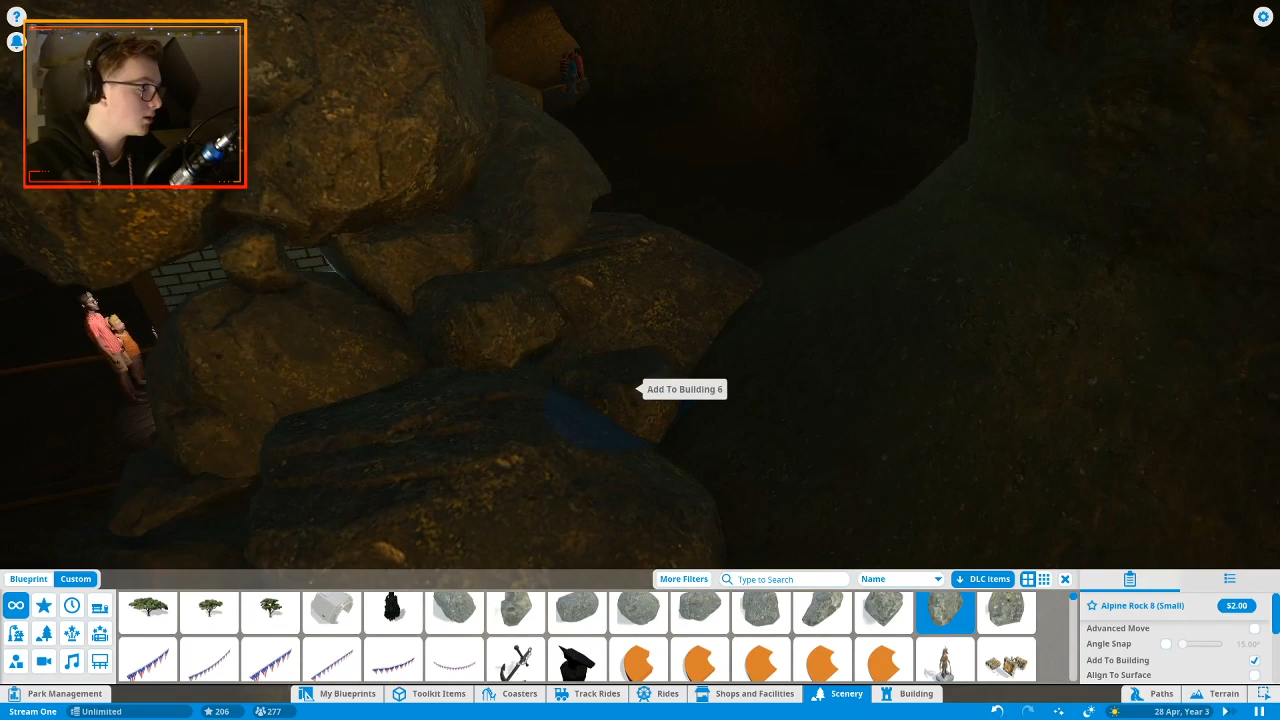 ?
Add To Building 6
Blueprint Custom
More Filters Type to Search Name DLC Items
Alpine Rock 8 (Small) $2.00
Advanced Move
Angle Snap 15.00°
Add To Building
Align To Surface
Park Management My Blueprints Toolkit Items Coasters Track Rides Rides Shops and Facilities Scenery Building Paths Terrain
Stream One Unlimited 206 277 28 Apr, Year 3